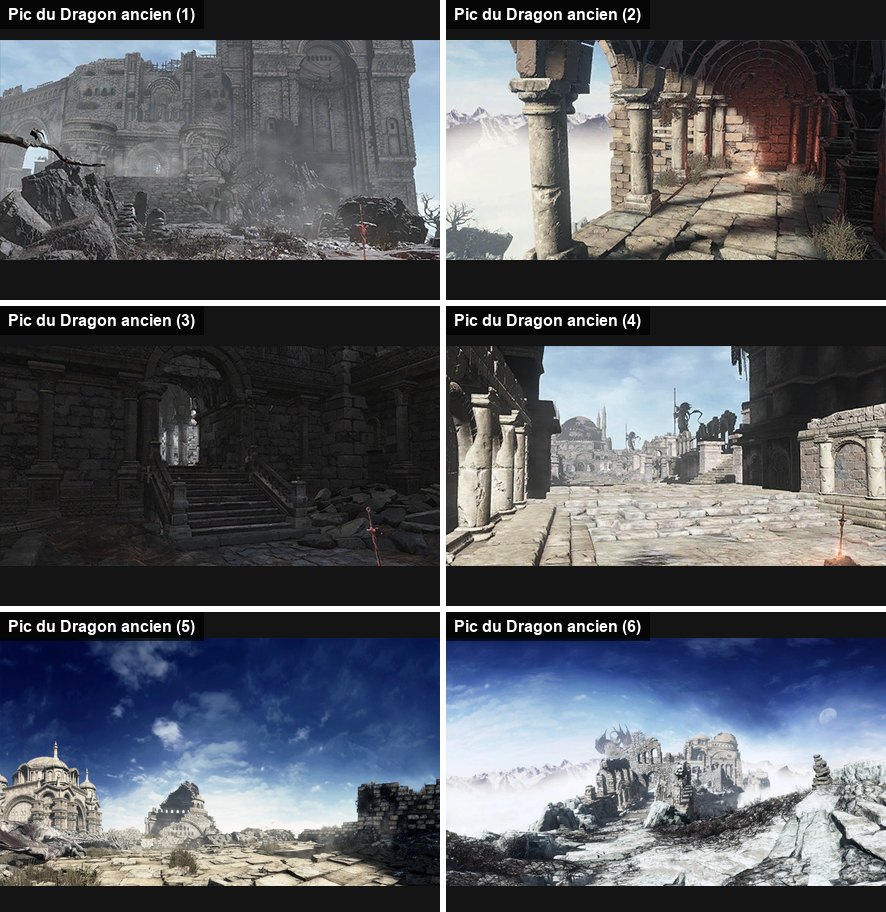 Pic du Dragon ancien (1)
Pic du Dragon ancien (2)
Pic du Dragon ancien (3)
Pic du Dragon ancien (4)
Pic du Dragon ancien (5)
Pic du Dragon ancien (6)